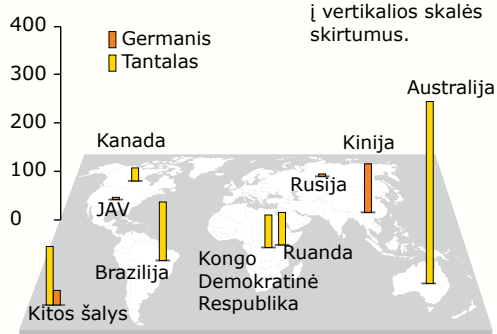 į vertikalios skalės
skirtumus.
400
300
200
100
0
Germanis
Tantalas
Australija
Kanada
Kinija
JAV
Rusija
Brazilija
Kongo
Demokratinė
Respublika
Ruanda
Kitos šalys